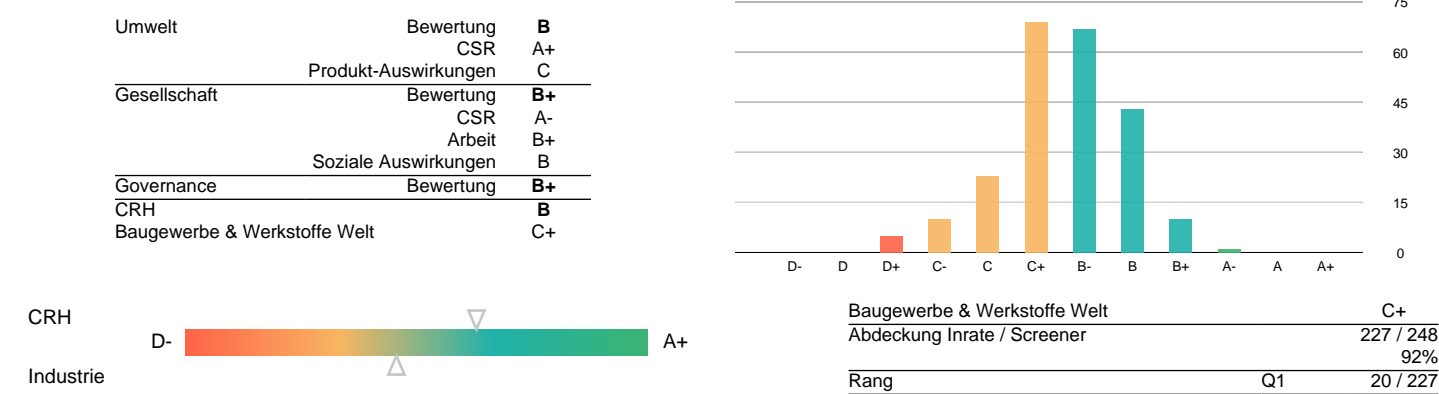 Umwelt Bewertung B
CSR A+
Produkt-Auswirkungen C
Gesellschaft Bewertung B+
CSR A-
Arbeit B+
Soziale Auswirkungen B
Governance Bewertung B+
CRH B
Baugewerbe & Werkstoffe Welt C+
75
60
45
30
15
0
D- D D+ C- C C+ B- B B+ A- A A+
CRH
D- A+
Industrie
Baugewerbe & Werkstoffe Welt C+
Abdeckung Inrate / Screener 227 / 248
92%
Rang Q1 20 / 227